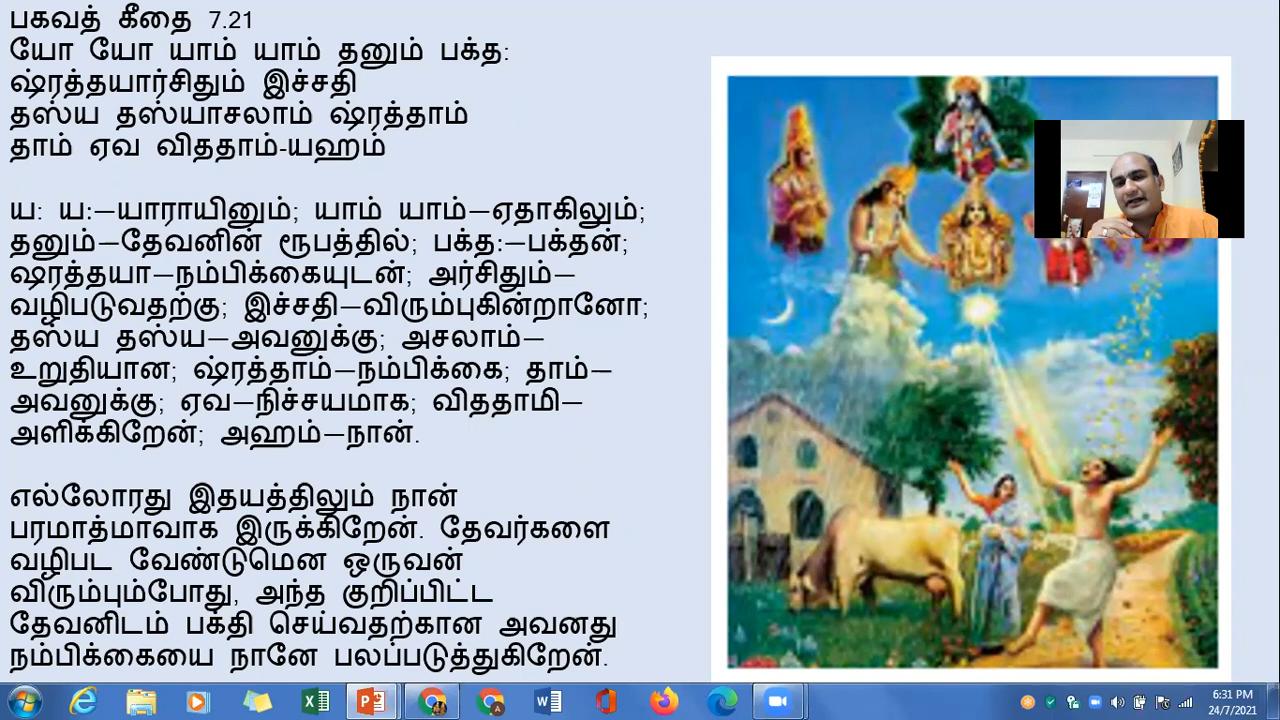 பகவத் கீதை 7.21
யோ யோ யாம் யாம் தனும் பக்த:
ஷ்ரத்தயார்சிதும் இச்சதி
தஸ்ய தஸ்யாசலாம் ஷ்ரத்தாம்
தாம் ஏவ விததாம்-யஹம்
ய: ய:—யாராயினும்; யாம் யாம்—ஏதாகிலும்;
தனும்—தேவனின் ரூபத்தில்; பக்த:—பக்தன்;
ஷ்ரத்தயா—நம்பிக்கையுடன்; அர்சிதும்—
வழிபடுவதற்கு; இச்சதி—விரும்புகின்றானோ;
தஸ்ய தஸ்ய—அவனுக்கு; அசலாம்—
உறுதியான; ஷ்ரத்தாம்—நம்பிக்கை; தாம்—
அவனுக்கு; ஏவ—நிச்சயமாக; விததாமி—
அளிக்கிறேன்; அஹம்—நான்.
எல்லோரது இதயத்திலும் நான்
பரமாத்மாவாக இருக்கிறேன். தேவர்களை
வழிபட வேண்டுமென ஒருவன்
விரும்பும்போது, அந்த குறிப்பிட்ட
தேவனிடம் பக்தி செய்வதற்கான அவனது
நம்பிக்கையை நானே பலப்படுத்துகிறேன்.
6:31 PM
24/7/2021